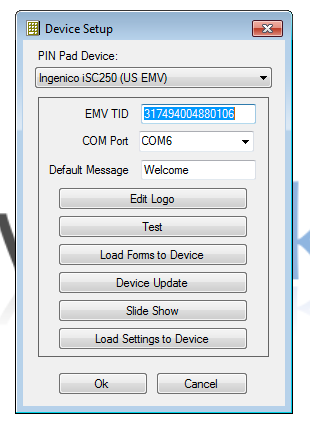 Device Setup
PIN Pad Device:
Ingenico iSC250 (US EMV)
EMV TID 317494004880106
COM Port COM6
Default Message Welcome
Edit Logo
Test
Load Forms to Device
Device Update
Slide Show
Load Settings to Device
Ok Cancel